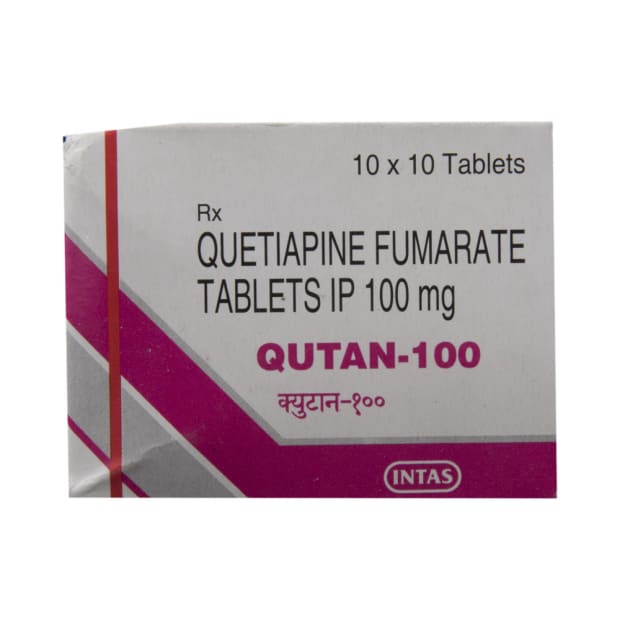 10 x 10 Tablets
Rx
QUETIAPINE FUMARATE
TABLETS IP 100 mg
QUTAN-100
क्युटान-१००
INTAS